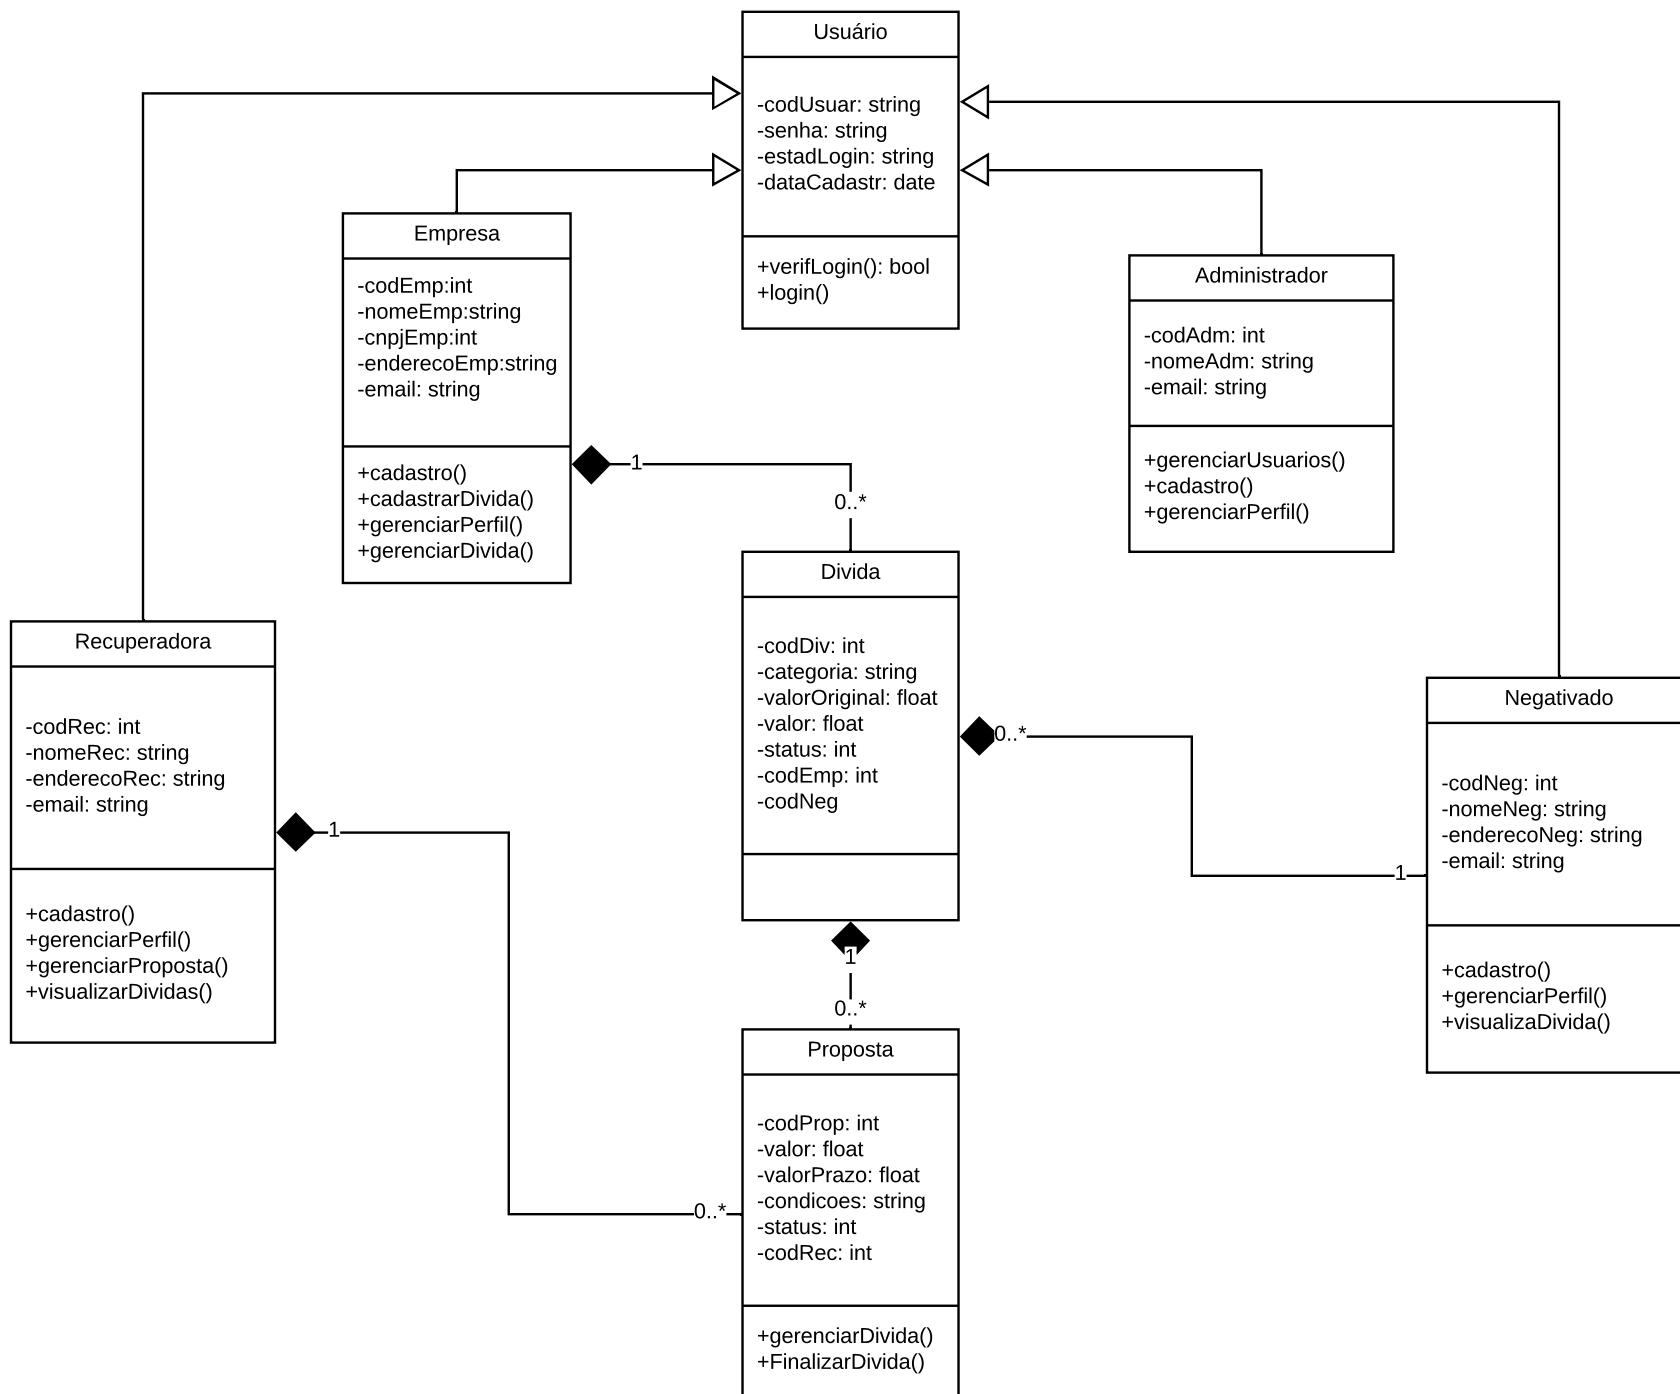 Usuário
-codUsuar: string
-senha: string
-estadLogin: string
-dataCadastr: date
+verifLogin(): bool
+login()
Empresa
-codEmp:int
-nomeEmp:string
-cnpjEmp:int
-enderecoEmp:string
-email: string
+cadastro()
+cadastrarDivida()
+gerenciarPerfil()
+gerenciarDivida()
Administrador
-codAdm: int
-nomeAdm: string
-email: string
+gerenciarUsuarios()
+cadastro()
+gerenciarPerfil()
1
0..*
Divida
-codDiv: int
-categoria: string
-valorOriginal: float
-valor: float
-status: int
-codEmp: int
-codNeg
Recuperadora
-codRec: int
-nomeRec: string
-enderecoRec: string
-email: string
+cadastro()
+gerenciarPerfil()
+gerenciarProposta()
+visualizarDividas()
Negativado
-codNeg: int
-nomeNeg: string
-enderecoNeg: string
-email: string
+cadastro()
+gerenciarPerfil()
+visualizaDivida()
0..*
1
1
0..*
1
0..*
Proposta
-codProp: int
-valor: float
-valorPrazo: float
-condicoes: string
-status: int
-codRec: int
+gerenciarDivida()
+FinalizarDivida()